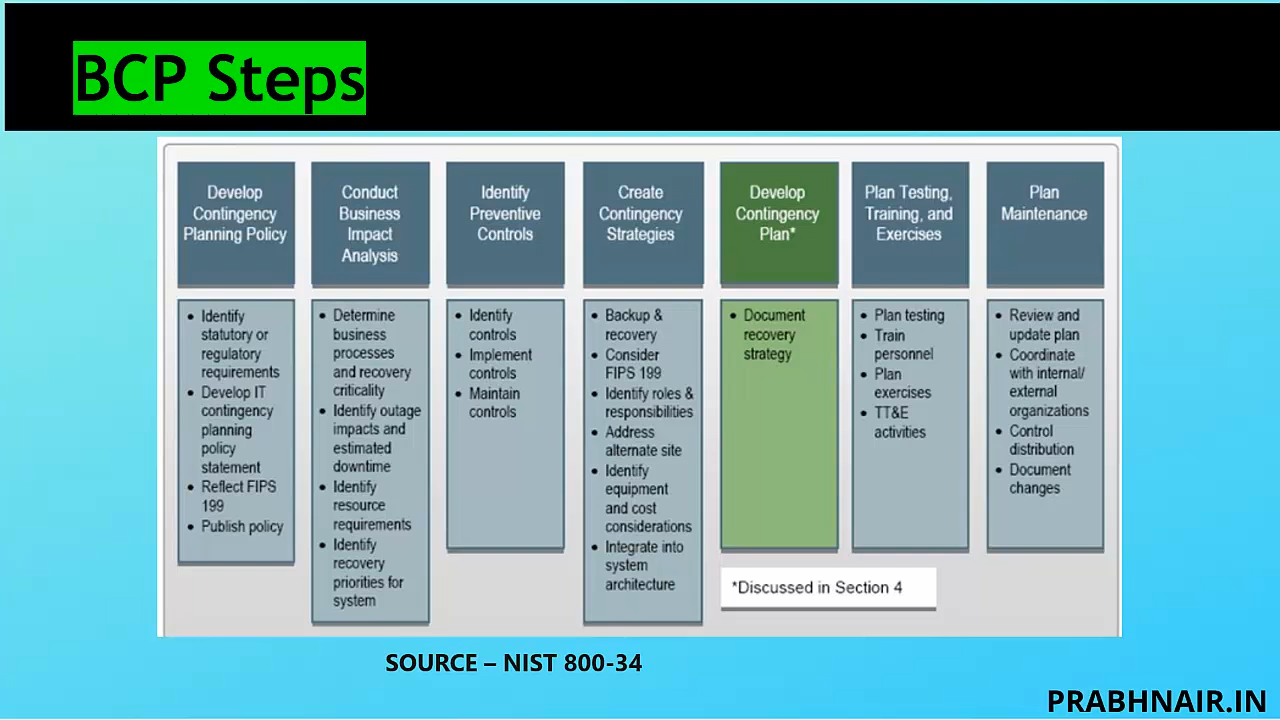 BCP Steps
Develop
Contingency
Planning Policy
Conduct
Business
Impact
Analysis
Identify
Preventive
Controls
Create
Contingency
Strategies
Develop
Contingency
Plan*
Plan Testing,
Training, and
Exercises
Plan
Maintenance
• Identify
statutory or
regulatory
requirements
• Develop IT
contingency
planning
policy
statement
• Reflect FIPS
199
• Publish policy
• Determine
business
processes
and recovery
criticality
• Identify outage
impacts and
estimated
downtime
• Identify
resource
requirements
• Identify
recovery
priorities for
system
• Identify
controls
• Implement
controls
• Maintain
controls
• Backup &
recovery
• Consider
FIPS 199
• Identify roles &
responsibilities
• Address
alternate site
• Identify
equipment
and cost
considerations
• Integrate into
system
architecture
• Document
recovery
strategy
• Plan testing
• Train
personnel
• Plan
exercises
• TT&E
activities
• Review and
update plan
• Coordinate
with internal/
external
organizations
• Control
distribution
• Document
changes
*Discussed in Section 4
SOURCE – NIST 800-34
PRABHNAIR.IN